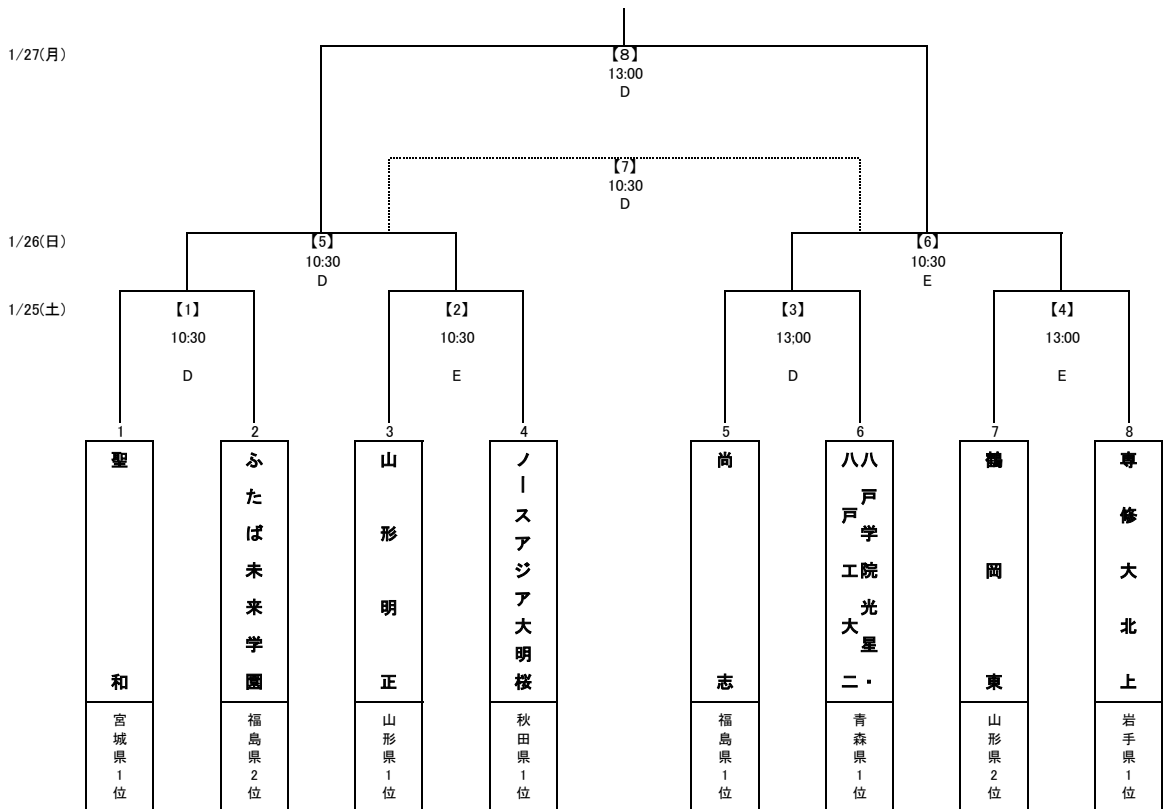 1/27(月)
【8】
13:00
D
【7】
10:30
D
1/26(日)
【5】
10:30
D
【6】
10:30
E
1/25(土)
【1】
10:30
D
【2】
10:30
E
【3】
13:00
D
【4】
13:00
E
1
2
3
4
5
6
7
8
聖和
ふたば未来学園
山形明正
ノースアジア大明桜
尚志
八戸学院光星・
八戸工大二
鶴岡東
専修大北上
宮城県1位
福島県2位
山形県1位
秋田県1位
福島県1位
青森県1位
山形県2位
岩手県1位